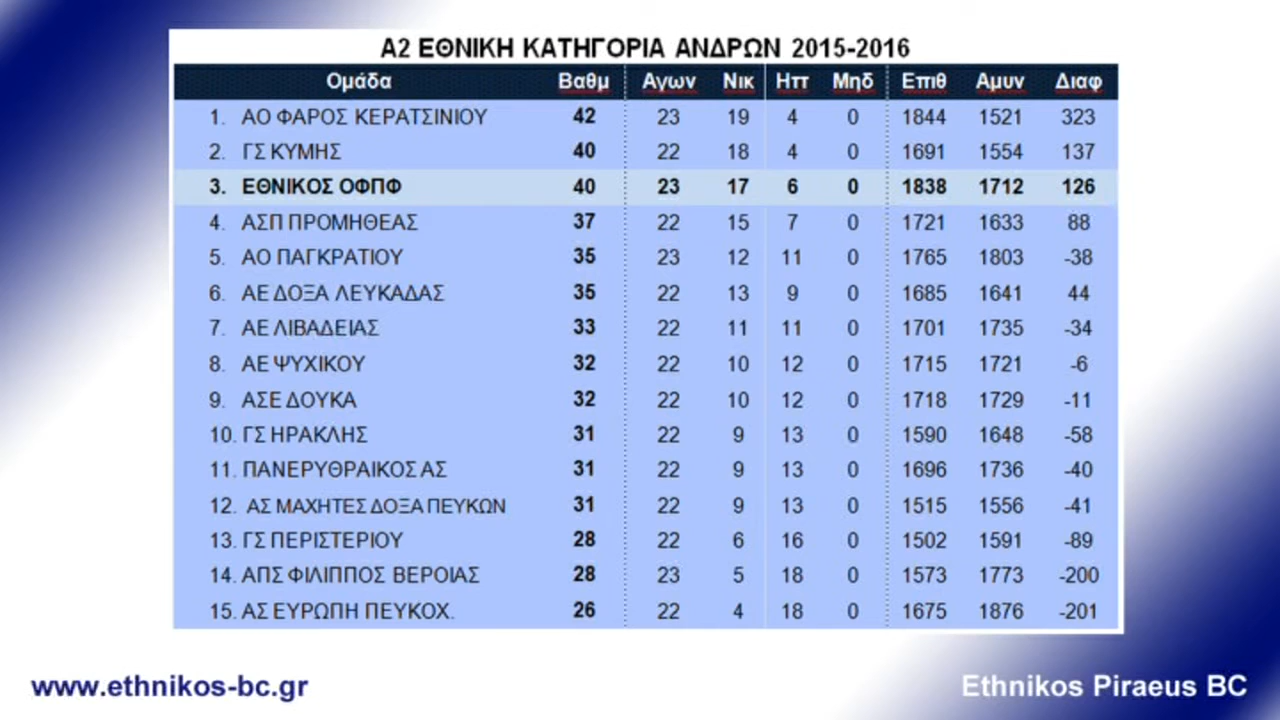 Α2 ΕΘΝΙΚΗ ΚΑΤΗΓΟΡΙΑ ΑΝΔΡΩΝ 2015-2016
Ομάδα Βαθμ Αγων Νικ Ηττ Μηδ Επιθ Αμυν Διαφ
1. ΑΟ ΦΑΡΟΣ ΚΕΡΑΤΣΙΝΙΟΥ 42 23 19 4 0 1844 1521 323
2. ΓΣ ΚΥΜΗΣ 40 22 18 4 0 1691 1554 137
3. ΕΘΝΙΚΟΣ ΟΦΠΦ 40 23 17 6 0 1838 1712 126
4. ΑΣΠ ΠΡΟΜΗΘΕΑΣ 37 22 15 7 0 1721 1633 88
5. ΑΟ ΠΑΓΚΡΑΤΙΟΥ 35 23 12 11 0 1765 1803 -38
6. ΑΕ ΔΟΞΑ ΛΕΥΚΑΔΑΣ 35 22 13 9 0 1685 1641 44
7. ΑΕ ΛΙΒΑΔΕΙΑΣ 33 22 11 11 0 1701 1735 -34
8. ΑΕ ΨΥΧΙΚΟΥ 32 22 10 12 0 1715 1721 -6
9. ΑΣΕ ΔΟΥΚΑ 32 22 10 12 0 1718 1729 -11
10. ΓΣ ΗΡΑΚΛΗΣ 31 22 9 13 0 1590 1648 -58
11. ΠΑΝΕΡΥΘΡΑΙΚΟΣ ΑΣ 31 22 9 13 0 1696 1736 -40
12. ΑΣ ΜΑΧΗΤΕΣ ΔΟΞΑ ΠΕΥΚΩΝ 31 22 9 13 0 1515 1556 -41
13. ΓΣ ΠΕΡΙΣΤΕΡΙΟΥ 28 22 6 16 0 1502 1591 -89
14. ΑΠΣ ΦΙΛΙΠΠΟΣ ΒΕΡΟΙΑΣ 28 23 5 18 0 1573 1773 -200
15. ΑΣ ΕΥΡΩΠΗ ΠΕΥΚΟΧ. 26 22 4 18 0 1675 1876 -201
www.ethnikos-bc.gr Ethnikos Piraeus BC